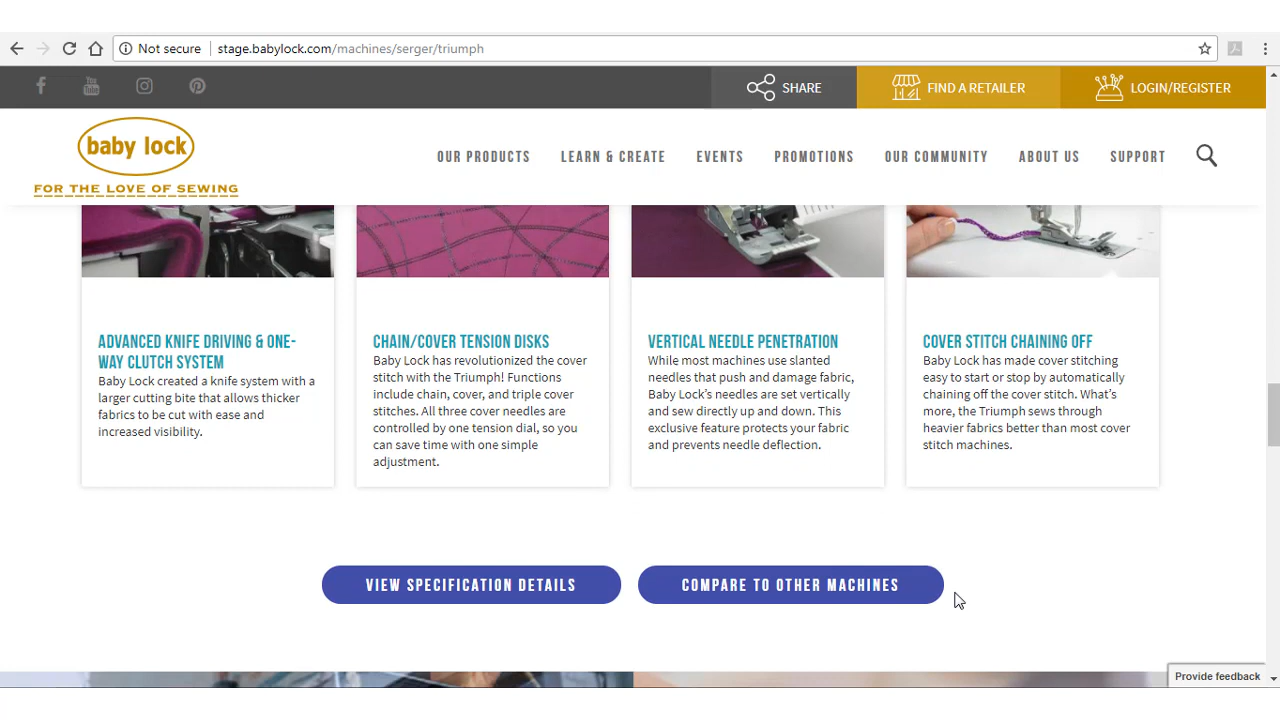 Not secure stage.babylock.com/machines/serger/triumph
You Tube SHARE FIND A RETAILER LOGIN/REGISTER
baby lock
FOR THE LOVE OF SEWING
OUR PRODUCTS LEARN & CREATE EVENTS PROMOTIONS OUR COMMUNITY ABOUT US SUPPORT
ADVANCED KNIFE DRIVING & ONE-
WAY CLUTCH SYSTEM
Baby Lock created a knife system with a
larger cutting bite that allows thicker
fabrics to be cut with ease and
increased visibility.
CHAIN/COVER TENSION DISKS
Baby Lock has revolutionized the cover
stitch with the Triumph! Functions
include chain, cover, and triple cover
stitches. All three cover needles are
controlled by one tension dial, so you
can save time with one simple
adjustment.
VERTICAL NEEDLE PENETRATION
While most machines use slanted
needles that push and damage fabric,
Baby Lock's needles are set vertically
and sew directly up and down. This
exclusive feature protects your fabric
and prevents needle deflection.
COVER STITCH CHAINING OFF
Baby Lock has made cover stitching
easy to start or stop by automatically
chaining off the cover stitch. What's
more, the Triumph sews through
heavier fabrics better than most cover
stitch machines.
VIEW SPECIFICATION DETAILS
COMPARE TO OTHER MACHINES
Provide feedback